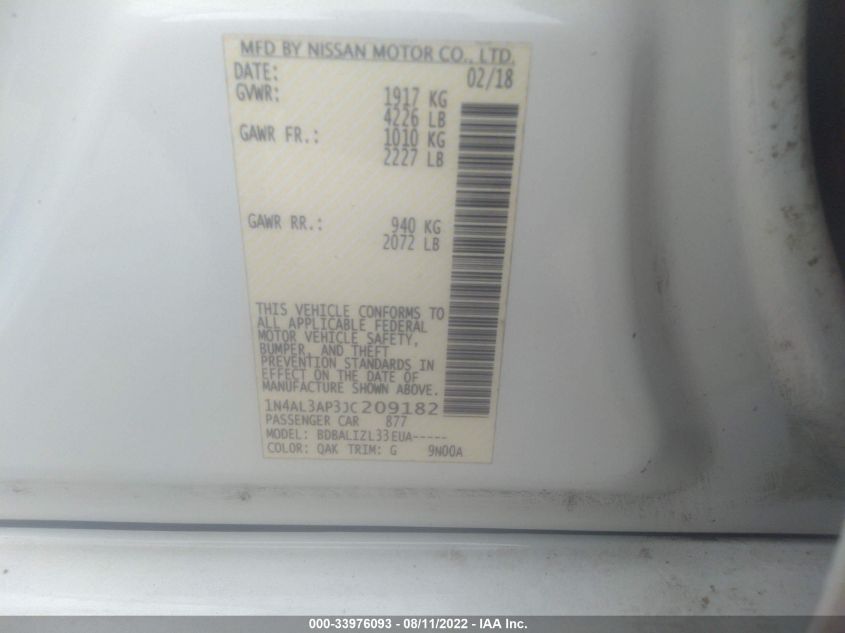 MFD BY NISSAN MOTOR CO., LTD.
DATE: 02/18
GVWR: 1917 KG
4226 LB
GAWR FR.: 1010 KG
2227 LB
GAWR RR.: 940 KG
2072 LB
THIS VEHICLE CONFORMS TO
ALL APPLICABLE FEDERAL
MOTOR VEHICLE SAFETY,
BUMPER, AND THEFT
PREVENTION STANDARDS IN
EFFECT ON THE DATE OF
MANUFACTURE SHOWN ABOVE.
1N4AL3AP3JC209182
PASSENGER CAR 877
MODEL: BDBALIZL33EUA-----
COLOR: QAK TRIM: G 9N00A
000-33976093 - 08/11/2022 - IAA Inc.